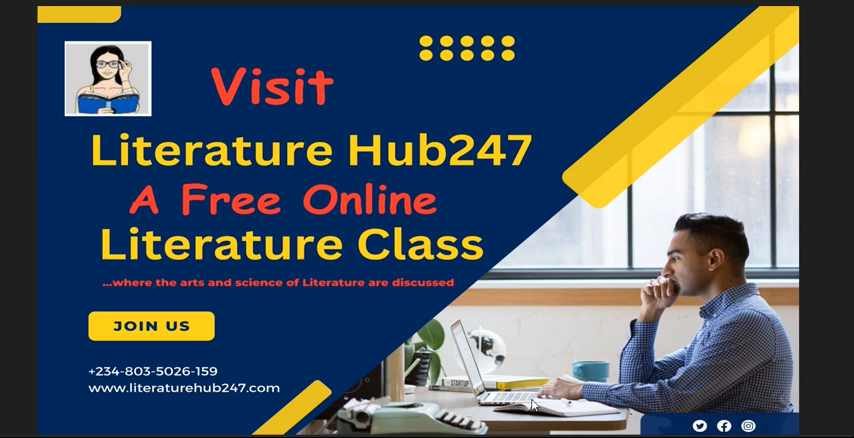 Visit
Literature Hub247
A Free Online
Literature Class
...where the arts and science of Literature are discussed
JOIN US
+234-803-5026-159
www.literaturehub247.com
STARTUP